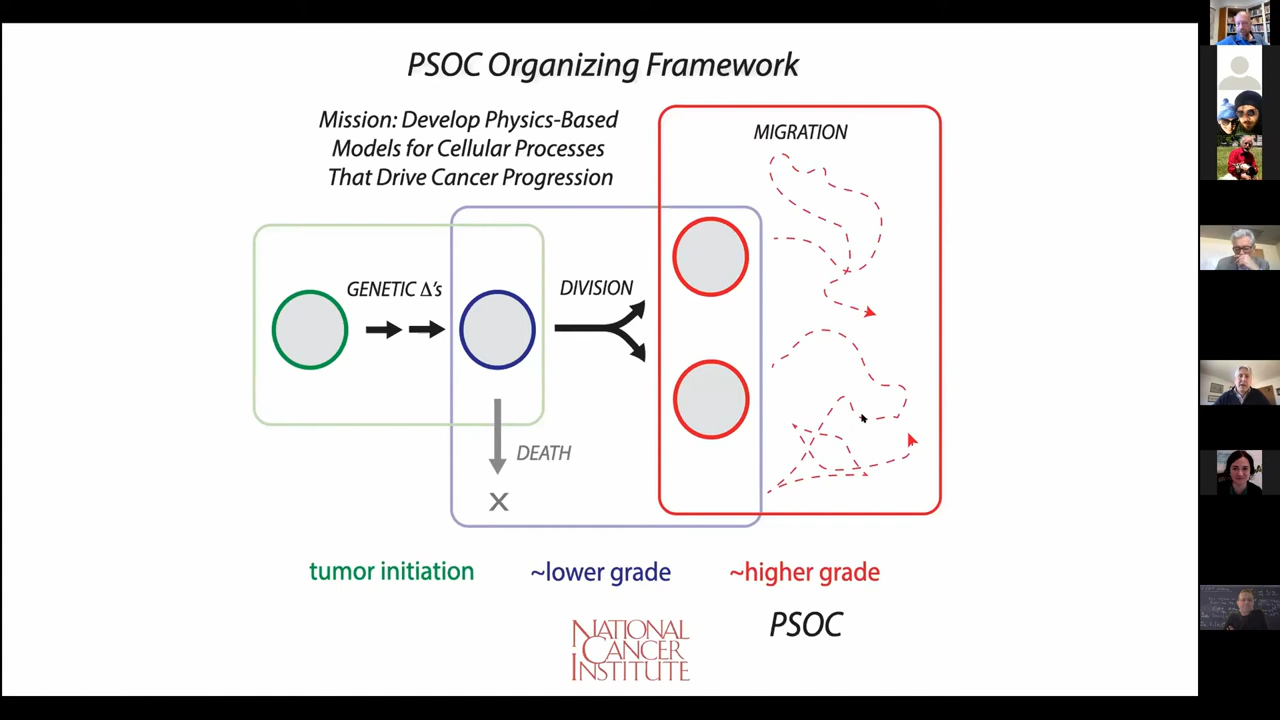 PSOC Organizing Framework
Mission: Develop Physics-Based
Models for Cellular Processes
That Drive Cancer Progression
MIGRATION
GENETIC Δ's
DIVISION
DEATH
X
tumor initiation
~lower grade
~higher grade
PSOC
NATIONAL
CANCER
INSTITUTE